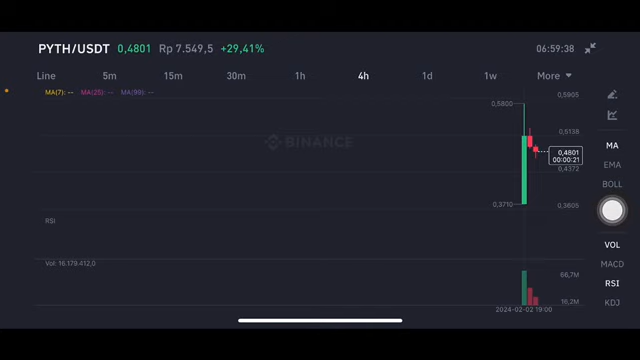 PYTH/USDT 0,4801 Rp 7.549,5 +29,41% 06:59:38
Line 5m 15m 30m 1h 4h 1d 1w More
MA(7): -- MA(25): -- MA(99): --
0,5905
0,5800
0,5138
BINANCE
MA
0,4801
00:00:21
EMA
0,4372
BOLL
0,3710
0,3605
RSI
VOL
Vol: 16.179.412,0
MACD
66,7M
RSI
16,2M
KDJ
2024-02-02 19:00